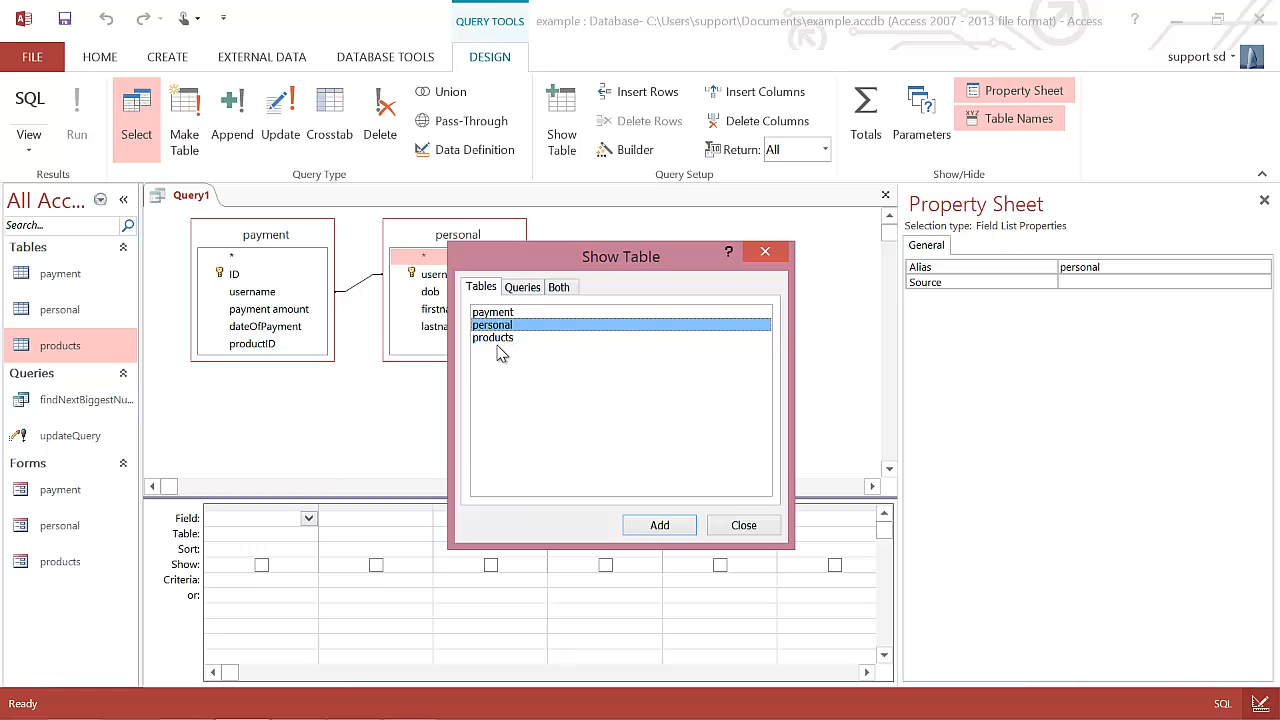 QUERY TOOLS
example : Database- C:\Users\support\Documents\example.accdb (Access 2007 - 2013 file format) - Access
?
FILE
HOME
CREATE
EXTERNAL DATA
DATABASE TOOLS
DESIGN
support sd
SQL
View
Run
Select
Make
Table
Append
Update
Crosstab
Delete
Union
Pass-Through
Data Definition
Show
Table
Insert Rows
Delete Rows
Builder
Insert Columns
Delete Columns
Return: All
Totals
Parameters
Property Sheet
XYZ Table Names
Results
Query Type
Query Setup
Show/Hide
All Acc...
Search...
Tables
payment
personal
products
Queries
findNextBiggestNu...
updateQuery
Forms
payment
personal
products
Query1
payment
*
ID
username
payment amount
dateOfPayment
productID
personal
*
usern
dob
firstn
lastna
Show Table
?
Tables
Queries
Both
payment
personal
products
Add
Close
Field:
Table:
Sort:
Show:
Criteria:
or:
Property Sheet
Selection type: Field List Properties
General
Alias
personal
Source
Ready
SQL